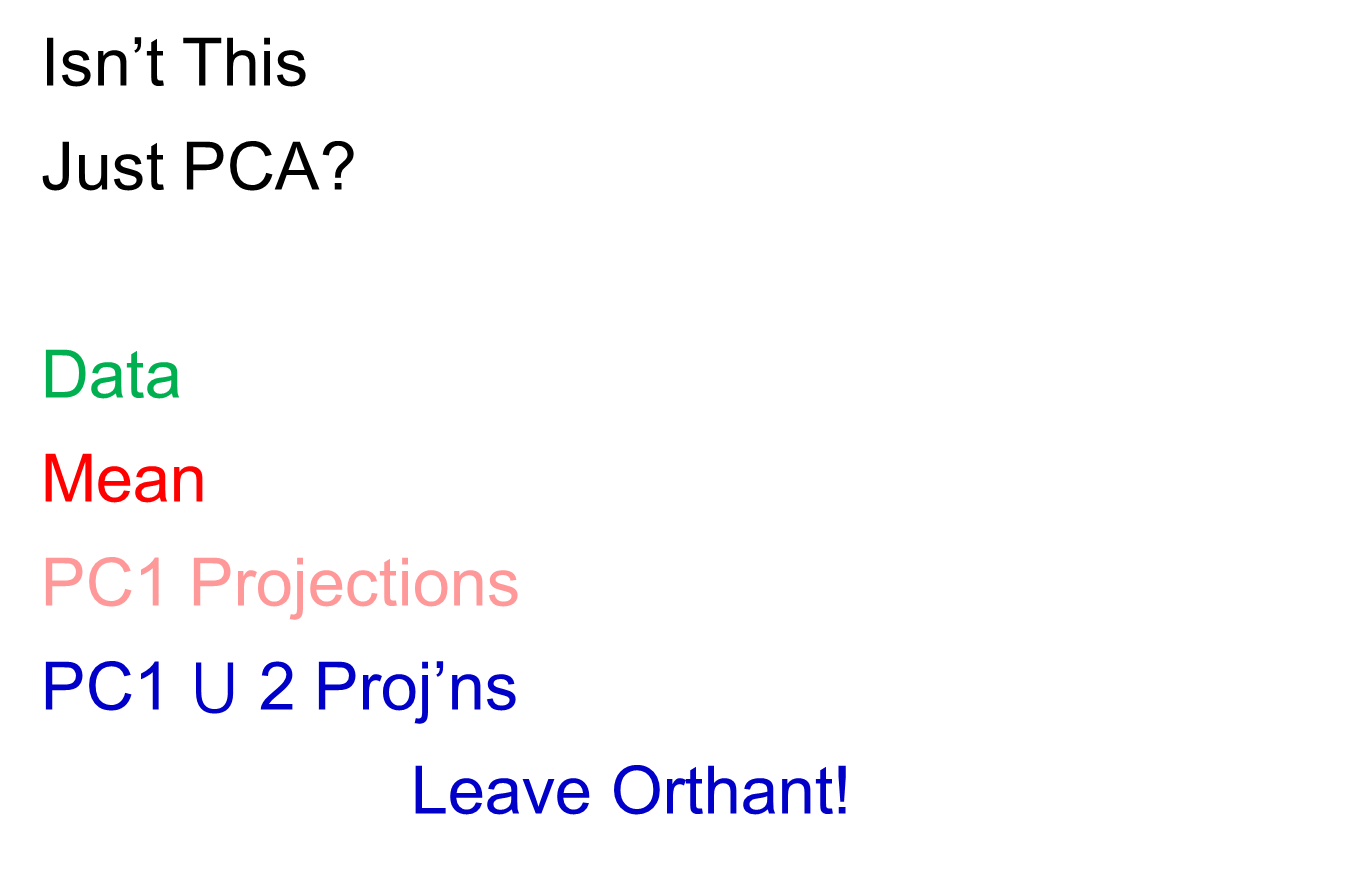 Isn’t This
Just PCA?
Data
Mean
PC1 Projections
PC1 ⋃ 2 Proj’ns
Leave Orthant!